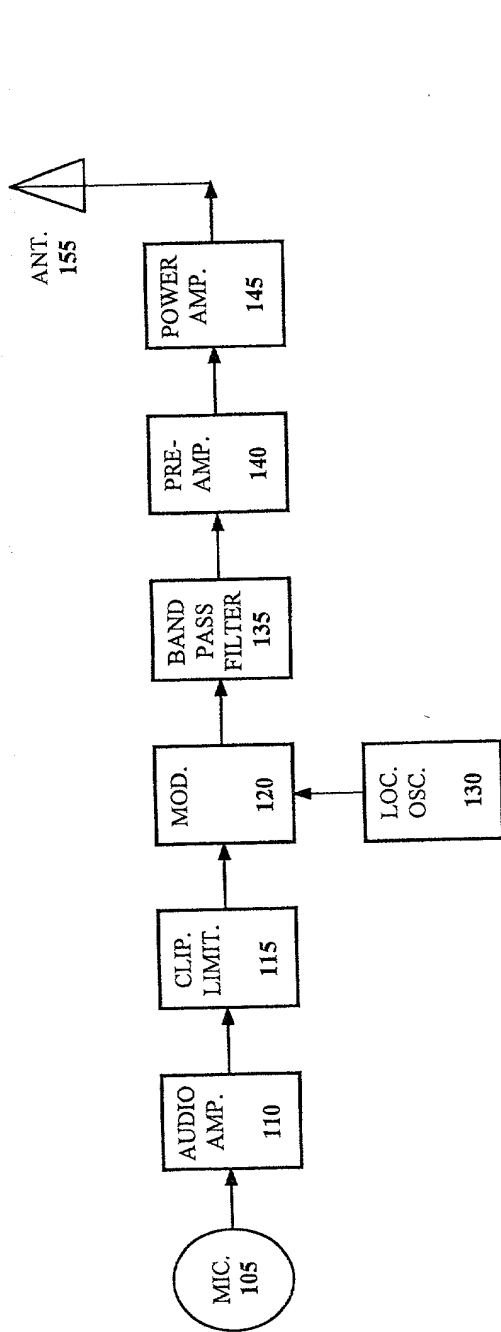 MIC.
105
AUDIO
AMP.
110
CLIP.
LIMIT.
115
MOD.
120
LOC.
OSC.
130
BAND
PASS
FILTER
135
PRE-
AMP.
140
POWER
AMP.
145
ANT.
155